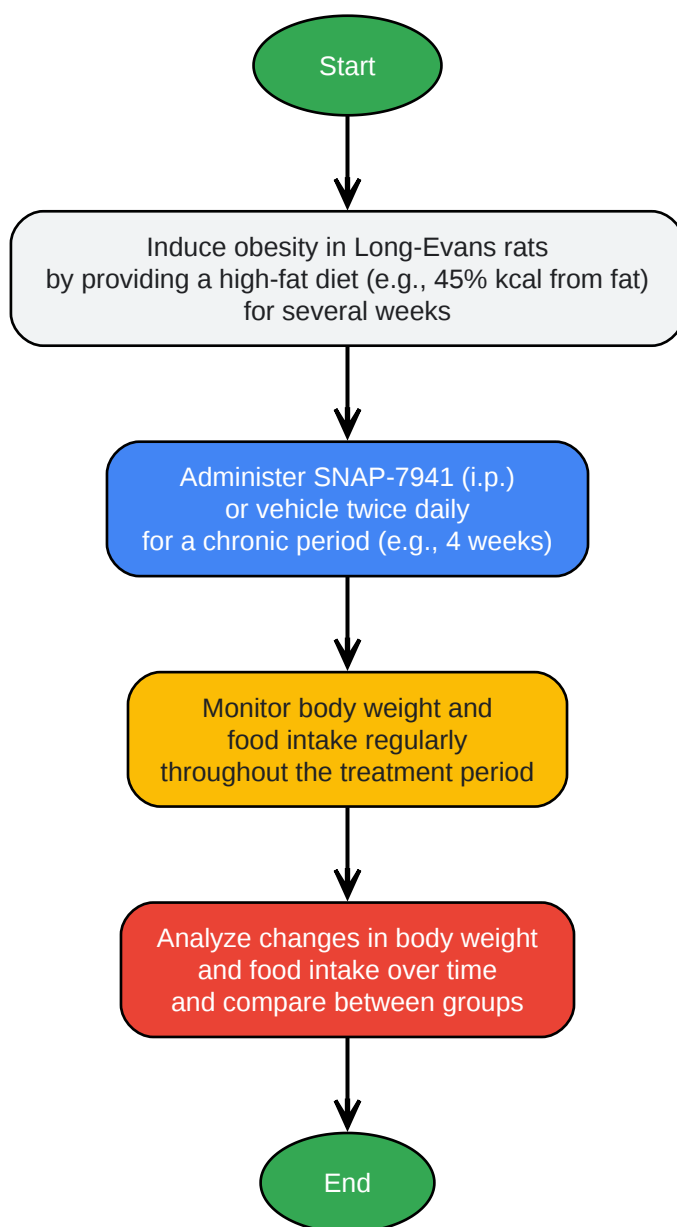 Start
Induce obesity in Long-Evans rats
by providing a high-fat diet (e.g., 45% kcal from fat)
for several weeks
Administer SNAP-7941 (i.p.)
or vehicle twice daily
for a chronic period (e.g., 4 weeks)
Monitor body weight and
food intake regularly
throughout the treatment period
Analyze changes in body weight
and food intake over time
and compare between groups
End